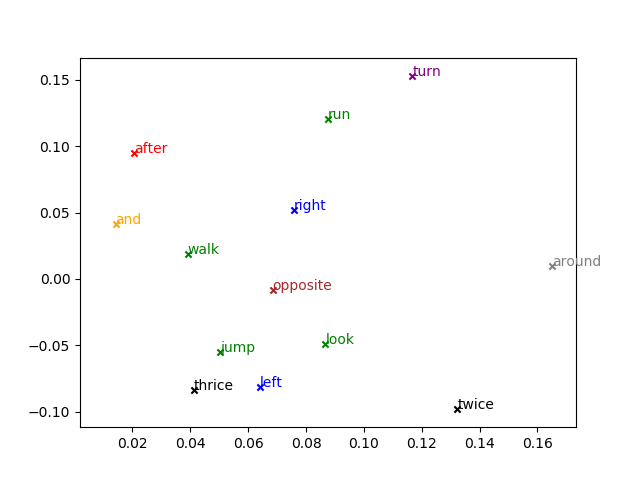 turn
0.15
run
after
0.10
right
0.05
and
walk
around
0.00
opposite
look
jump
−0.05
thrice
left
twice
−0.10
0.02 0.04 0.06 0.08 0.10 0.12 0.14 0.16